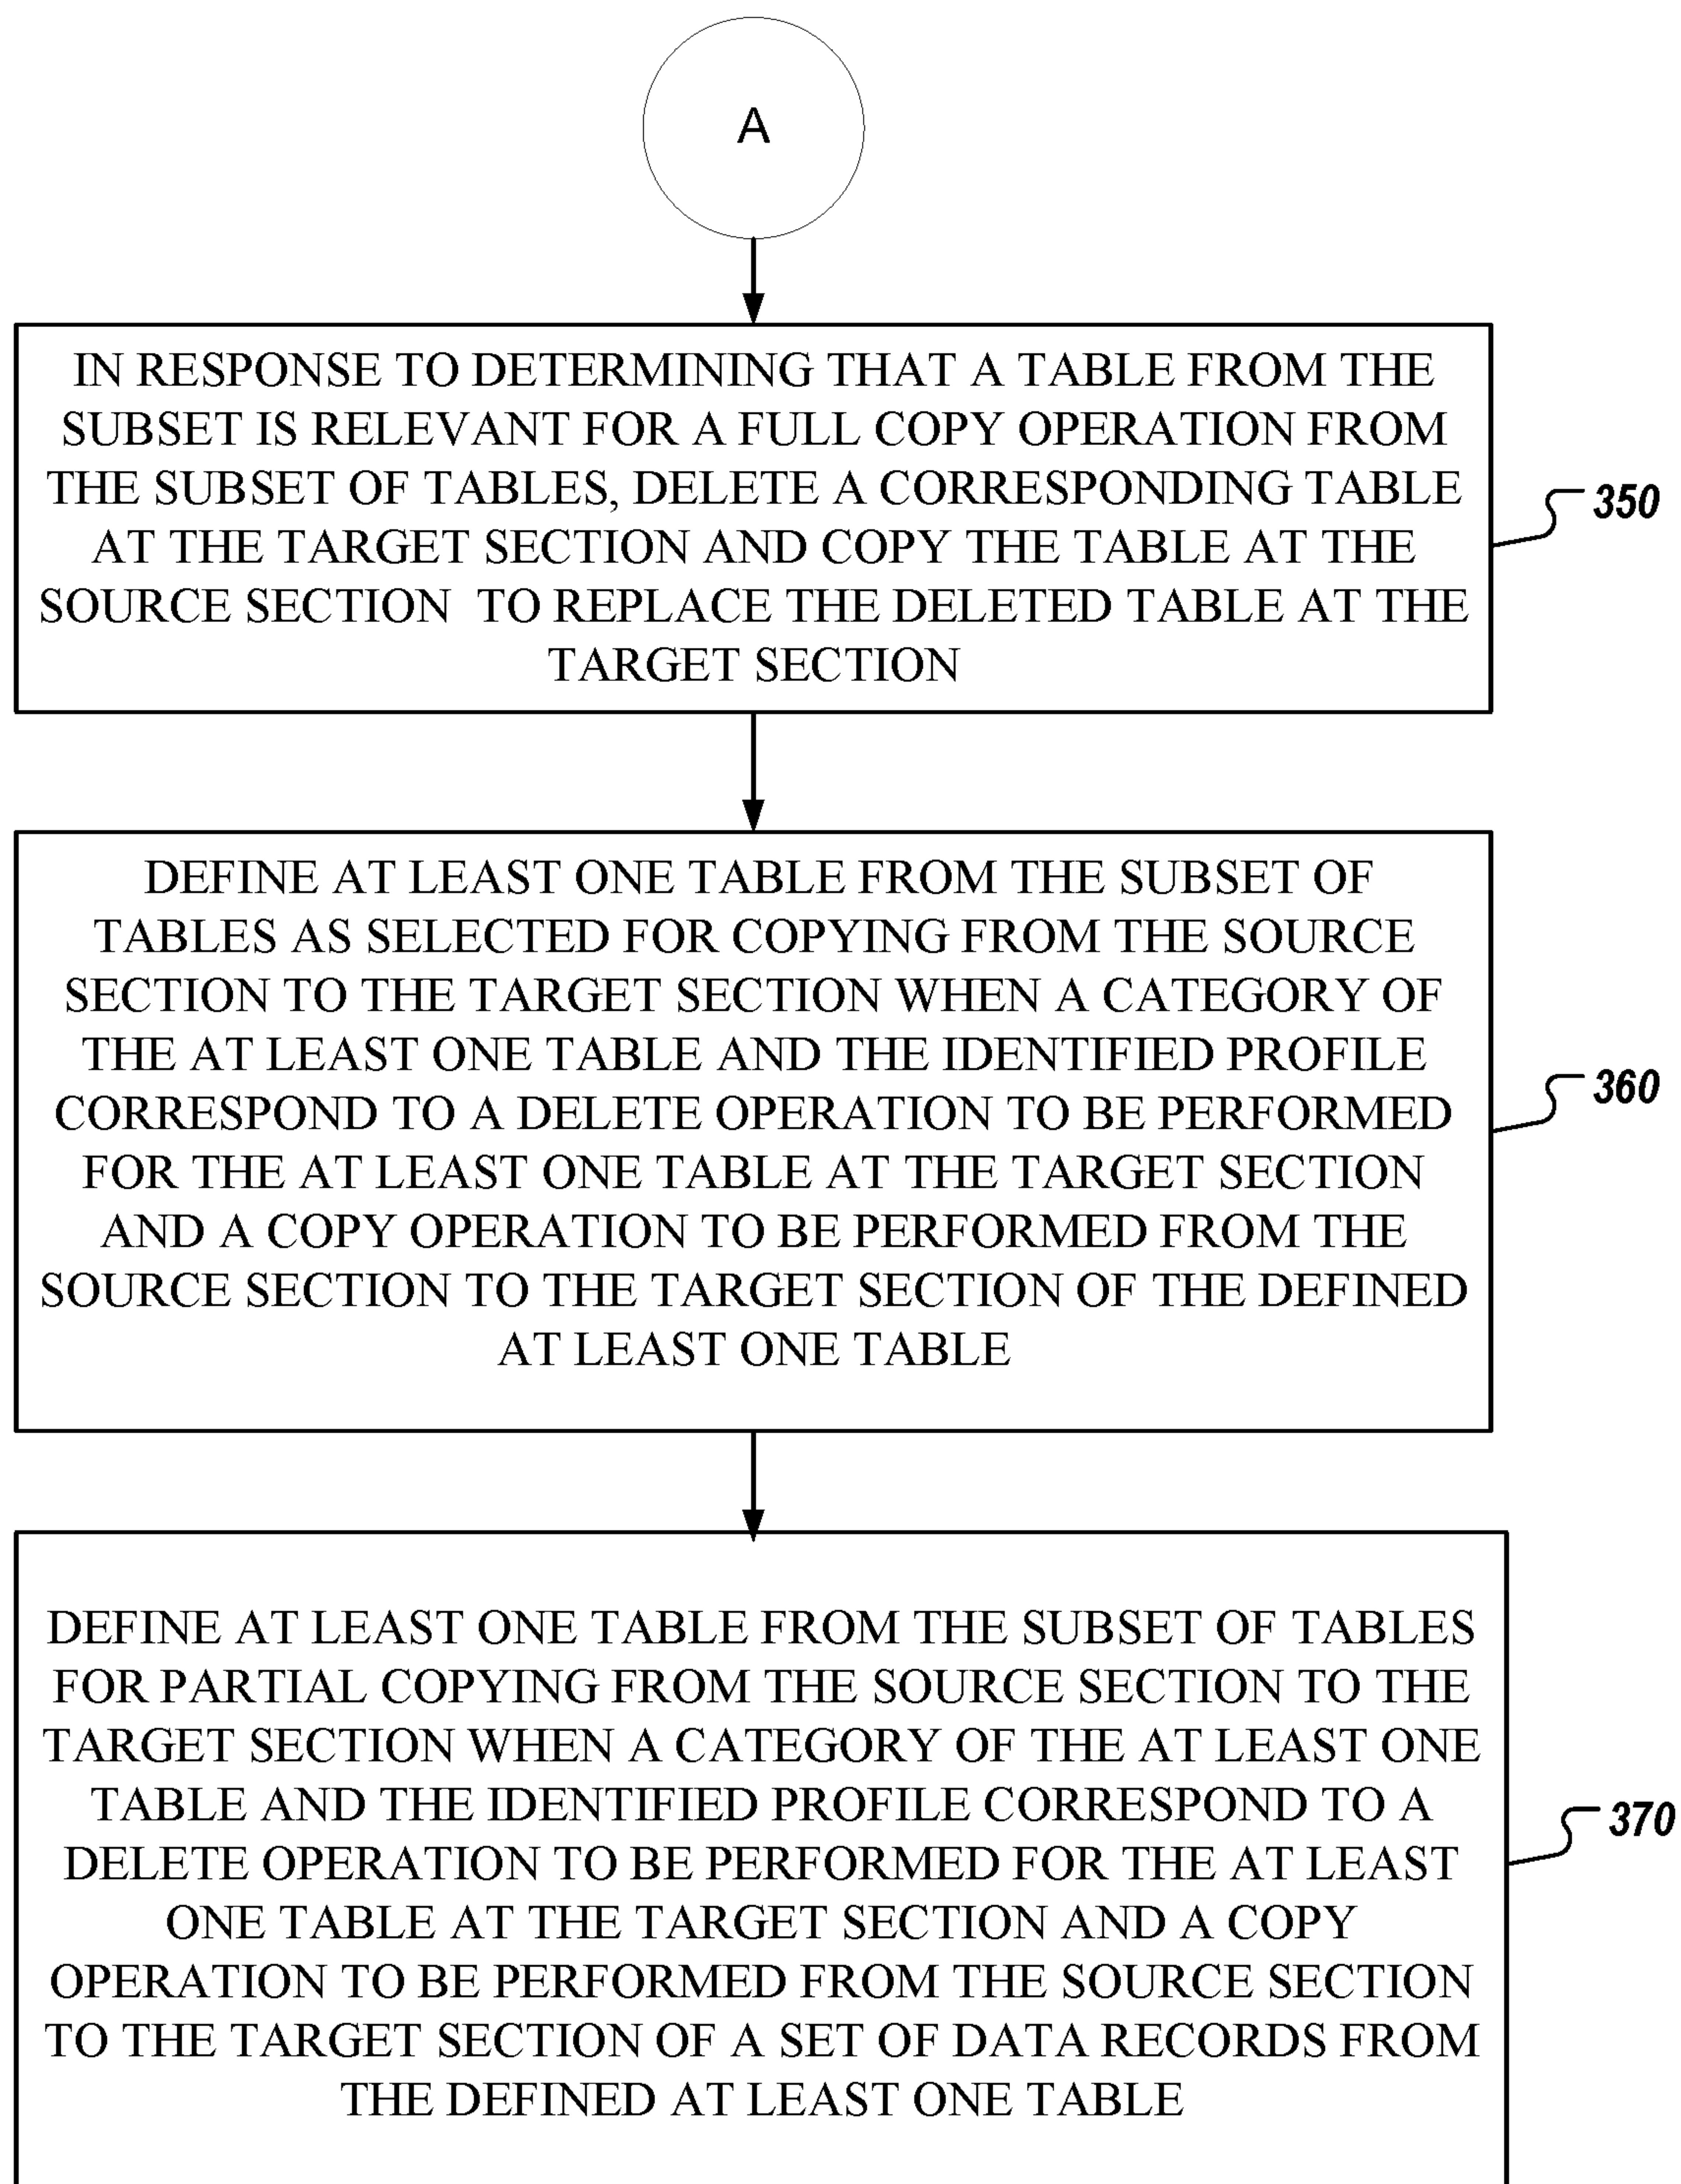 A
IN RESPONSE TO DETERMINING THAT A TABLE FROM THE
SUBSET IS RELEVANT FOR A FULL COPY OPERATION FROM
THE SUBSET OF TABLES, DELETE A CORRESPONDING TABLE
AT THE TARGET SECTION AND COPY THE TABLE AT THE
SOURCE SECTION TO REPLACE THE DELETED TABLE AT THE
TARGET SECTION
350
DEFINE AT LEAST ONE TABLE FROM THE SUBSET OF
TABLES AS SELECTED FOR COPYING FROM THE SOURCE
SECTION TO THE TARGET SECTION WHEN A CATEGORY OF
THE AT LEAST ONE TABLE AND THE IDENTIFIED PROFILE
CORRESPOND TO A DELETE OPERATION TO BE PERFORMED
FOR THE AT LEAST ONE TABLE AT THE TARGET SECTION
AND A COPY OPERATION TO BE PERFORMED FROM THE
SOURCE SECTION TO THE TARGET SECTION OF THE DEFINED
AT LEAST ONE TABLE
360
DEFINE AT LEAST ONE TABLE FROM THE SUBSET OF TABLES
FOR PARTIAL COPYING FROM THE SOURCE SECTION TO THE
TARGET SECTION WHEN A CATEGORY OF THE AT LEAST ONE
TABLE AND THE IDENTIFIED PROFILE CORRESPOND TO A
DELETE OPERATION TO BE PERFORMED FOR THE AT LEAST
ONE TABLE AT THE TARGET SECTION AND A COPY
OPERATION TO BE PERFORMED FROM THE SOURCE SECTION
TO THE TARGET SECTION OF A SET OF DATA RECORDS FROM
THE DEFINED AT LEAST ONE TABLE
370